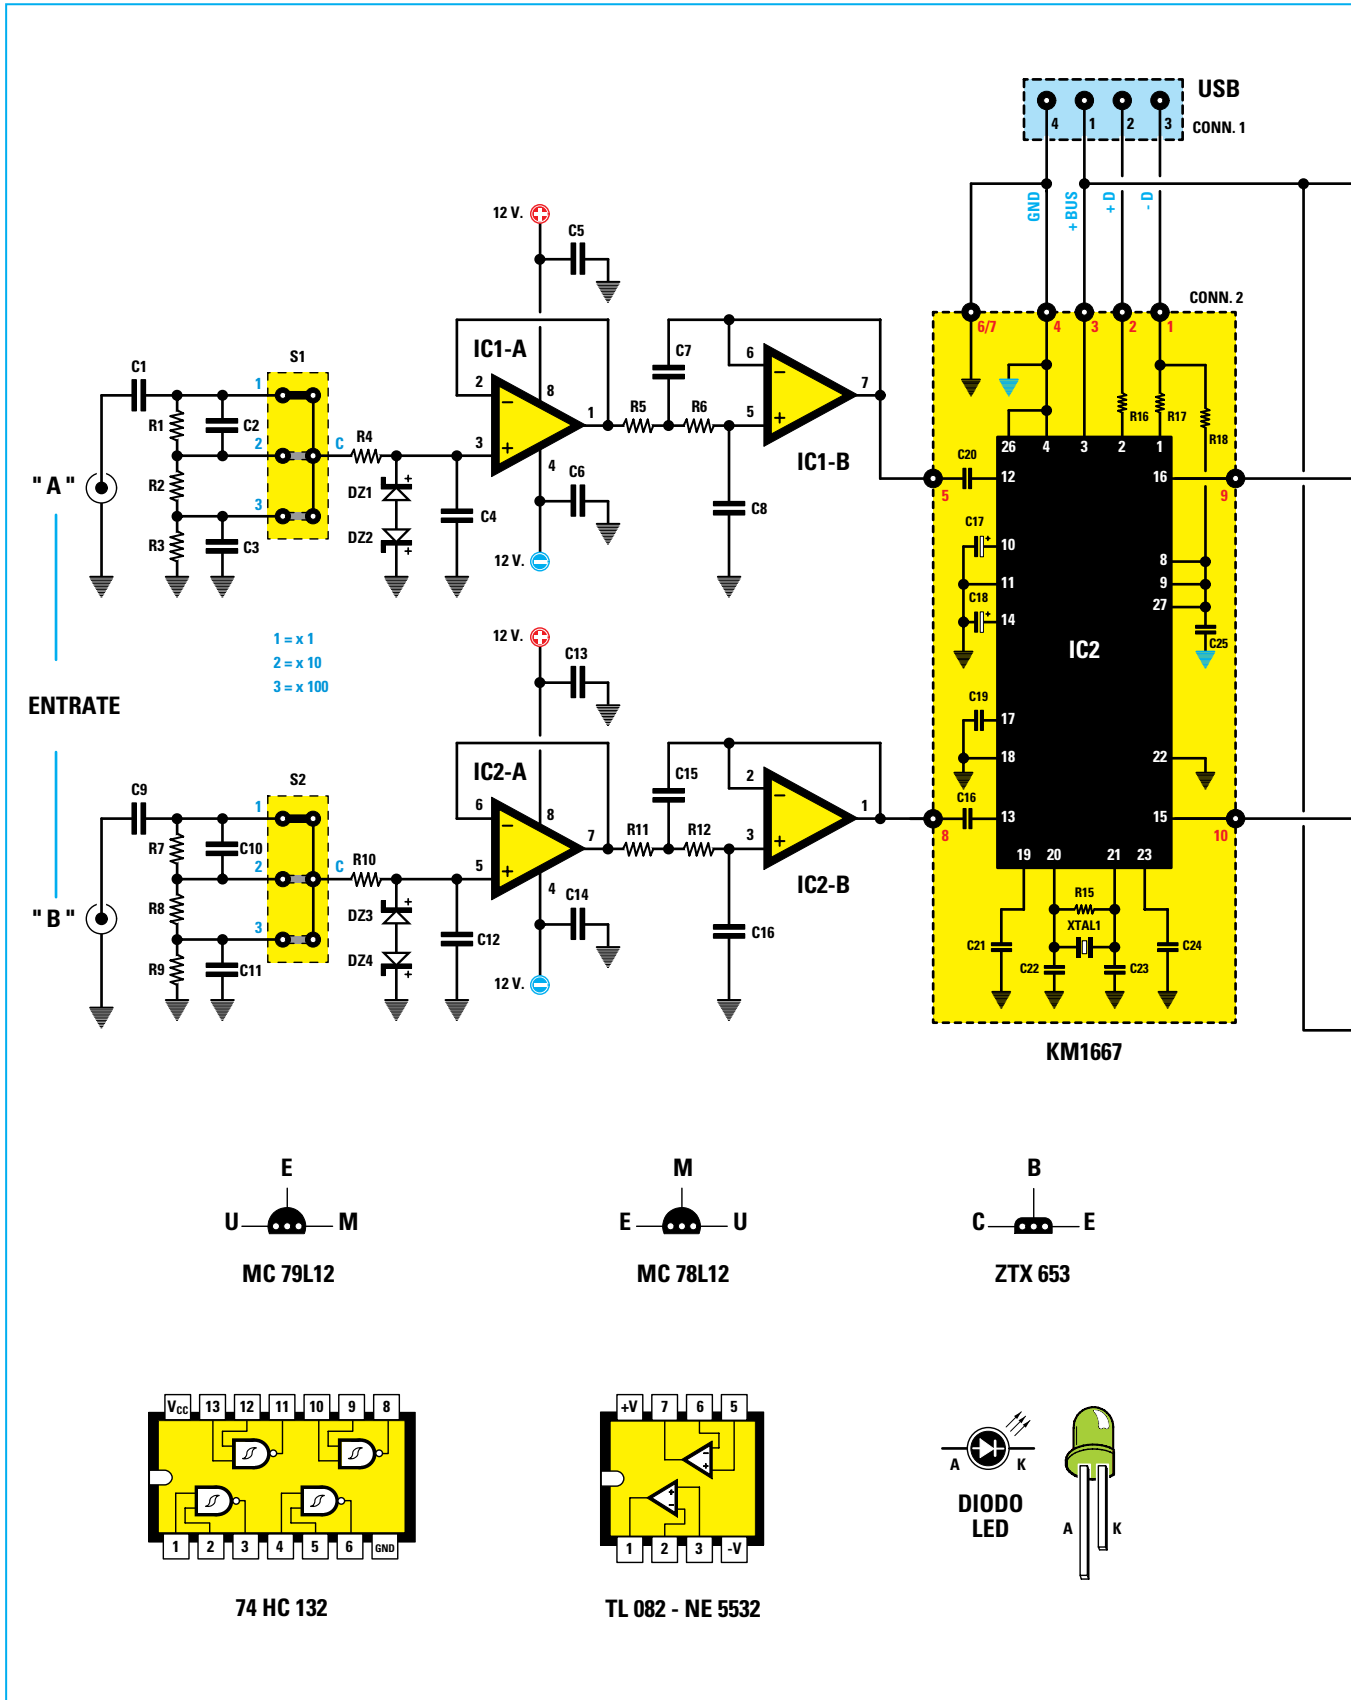 USB
4 1 2 3
CONN. 1
GND
+ BUS
+ D
- D
12 V.
C5
CONN. 2
6/7 4 3 2 1
S1
IC1-A
C7
6
7
C1
1
2
8
1
R5
R6
5
R16
R17
R18
R1
C2
2
C
R4
3
4
IC1-B
26 4 3 2 1
C20
12
16
"A"
R2
DZ1
C6
5
9
3
C4
C8
R3
C3
DZ2
C17
10
8
12 V.
11
9
C18
27
14
1 = x 1
12 V.
IC2
C25
2 = x 10
C13
3 = x 100
ENTRATE
C19
17
18
22
S2
IC2-A
C15
2
1
C9
1
6
8
7
R11
R12
3
C16
13
15
8
10
R7
C10
2
C
R10
5
4
IC2-B
19 20 21 23
"B"
R8
DZ3
C14
R15
3
C12
C16
XTAL1
R9
C11
DZ4
C21
C22
C23
C24
12 V.
KM1667
E
U M
MC 79L12
M
E U
MC 78L12
B
C E
ZTX 653
VCC 13 12 11 10 9 8
1 2 3 4 5 6 GND
74 HC 132
+V 7 6 5
1 2 3 -V
TL 082 - NE 5532
A K
DIODO
LED
A K